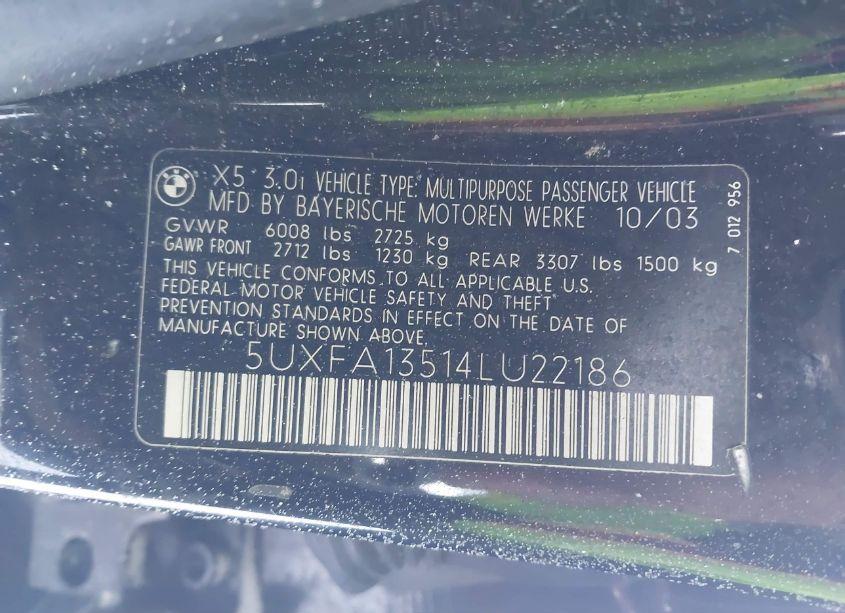 X5 3.0i VEHICLE TYPE: MULTIPURPOSE PASSENGER VEHICLE
MFD BY BAYERISCHE MOTOREN WERKE 10/03
GVWR 6008 lbs 2725 kg
GAWR FRONT 2712 lbs 1230 kg REAR 3307 lbs 1500 kg
THIS VEHICLE CONFORMS TO ALL APPLICABLE U.S.
FEDERAL MOTOR VEHICLE SAFETY AND THEFT
PREVENTION STANDARDS IN EFFECT ON THE DATE OF
MANUFACTURE SHOWN ABOVE.
5UXFA13514LU22186
7 012 956